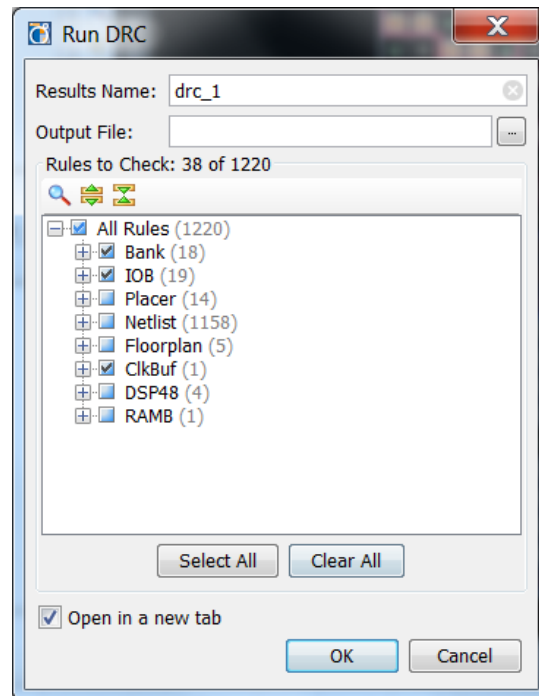 Run DRC
Results Name: drc_1
Output File: ...
Rules to Check: 38 of 1220
All Rules (1220)
Bank (18)
IOB (19)
Placer (14)
Netlist (1158)
Floorplan (5)
ClkBuf (1)
DSP48 (4)
RAMB (1)
Select All Clear All
Open in a new tab
OK Cancel